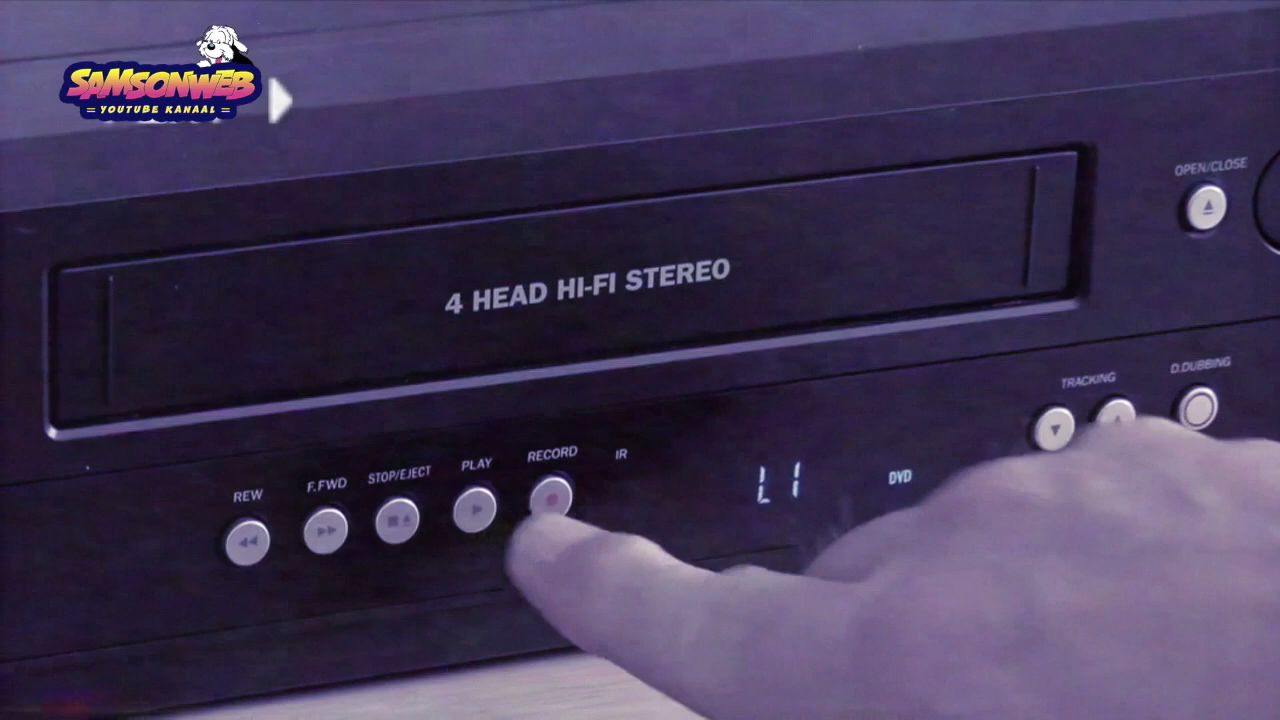 SAMSONWEB
YOUTUBE KANAAL
OPEN/CLOSE
4 HEAD HI-FI STEREO
TRACKING
D.DUBBING
REW
F.FWD
STOP/EJECT
PLAY
RECORD
IR
L1
DVD